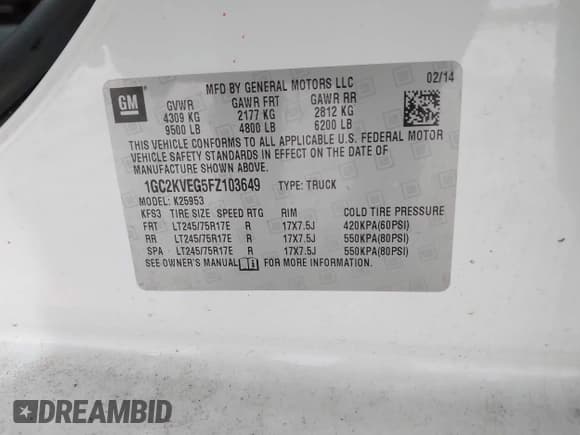 MFD BY GENERAL MOTORS LLC 02/14
GM
GVWR GAWR FRT GAWR RR
4309 KG 2177 KG 2812 KG
9500 LB 4800 LB 6200 LB
THIS VEHICLE CONFORMS TO ALL APPLICABLE U.S. FEDERAL MOTOR
VEHICLE SAFETY STANDARDS IN EFFECT ON THE DATE OF
MANUFACTURE SHOWN ABOVE.
1GC2KVEG5FZ103649 TYPE: TRUCK
MODEL: K25953
KFS3 TIRE SIZE SPEED RTG RIM COLD TIRE PRESSURE
FRT LT245/75R17E R 17X7.5J 420KPA(60PSI)
RR LT245/75R17E R 17X7.5J 550KPA(80PSI)
SPA LT245/75R17E R 17X7.5J 550KPA(80PSI)
SEE OWNER'S MANUAL FOR MORE INFORMATION.
DREAMBID